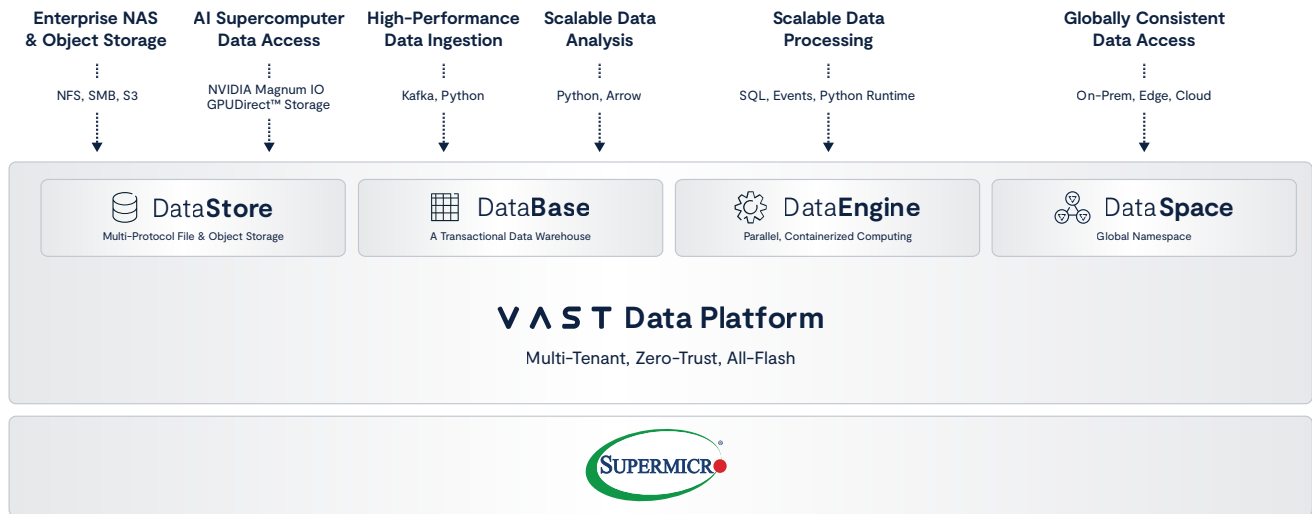 Enterprise NAS
& Object Storage
AI Supercomputer
Data Access
High-Performance
Data Ingestion
Scalable Data
Analysis
Scalable Data
Processing
Globally Consistent
Data Access
NFS, SMB, S3
NVIDIA Magnum IO
GPUDirect™ Storage
Kafka, Python
Python, Arrow
SQL, Events, Python Runtime
On-Prem, Edge, Cloud
DataStore
Multi-Protocol File & Object Storage
DataBase
A Transactional Data Warehouse
DataEngine
Parallel, Containerized Computing
DataSpace
Global Namespace
VAST Data Platform
Multi-Tenant, Zero-Trust, All-Flash
SUPERMICRO®